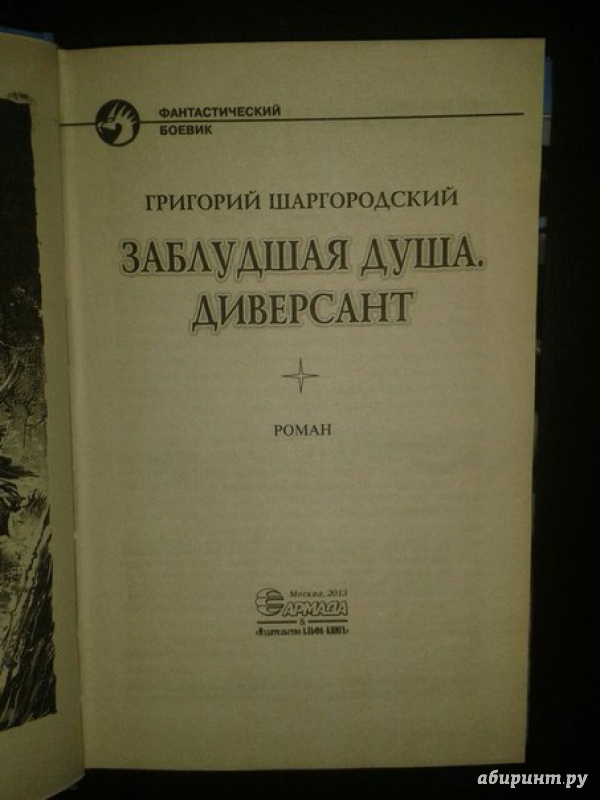 ФАНТАСТИЧЕСКИЙ
БОЕВИК
ГРИГОРИЙ ШАРГОРОДСКИЙ
ЗАБЛУДШАЯ ДУША.
ДИВЕРСАНТ
РОМАН
Москва, 2013
АРМАДА
&
«Издательство АЛЬФА-КНИГА»
абиринт.ру